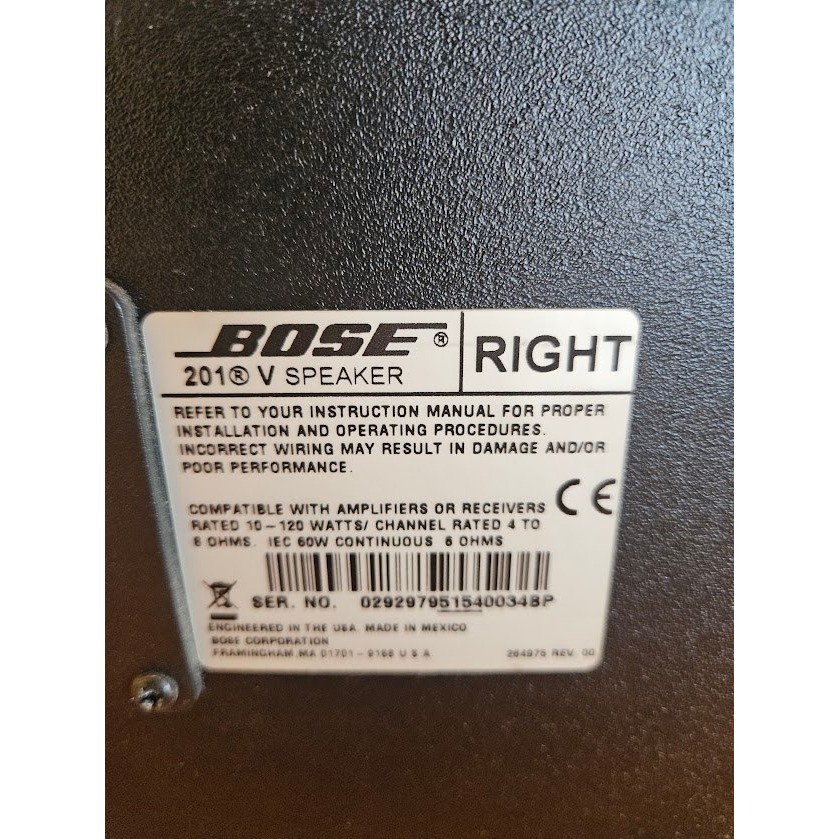 BOSE®
201® V SPEAKER
RIGHT
REFER TO YOUR INSTRUCTION MANUAL FOR PROPER
INSTALLATION AND OPERATING PROCEDURES.
INCORRECT WIRING MAY RESULT IN DAMAGE AND/OR
POOR PERFORMANCE.
CE
COMPATIBLE WITH AMPLIFIERS OR RECEIVERS
RATED 10-120 WATTS/ CHANNEL RATED 4 TO
8 OHMS. IEC 60W CONTINUOUS 6 OHMS
SER. NO. 029297951540034BP
ENGINEERED IN THE USA. MADE IN MEXICO
BOSE CORPORATION
FRAMINGHAM, MA 01701-9168 U S A
264975 REV. 00